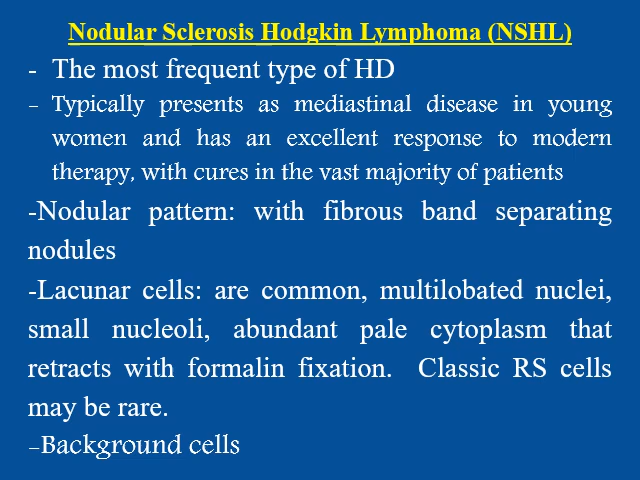 Nodular Sclerosis Hodgkin Lymphoma (NSHL)
- The most frequent type of HD
- Typically presents as mediastinal disease in young
women and has an excellent response to modern
therapy, with cures in the vast majority of patients
-Nodular pattern: with fibrous band separating
nodules
-Lacunar cells: are common, multilobated nuclei,
small nucleoli, abundant pale cytoplasm that
retracts with formalin fixation. Classic RS cells
may be rare.
-Background cells